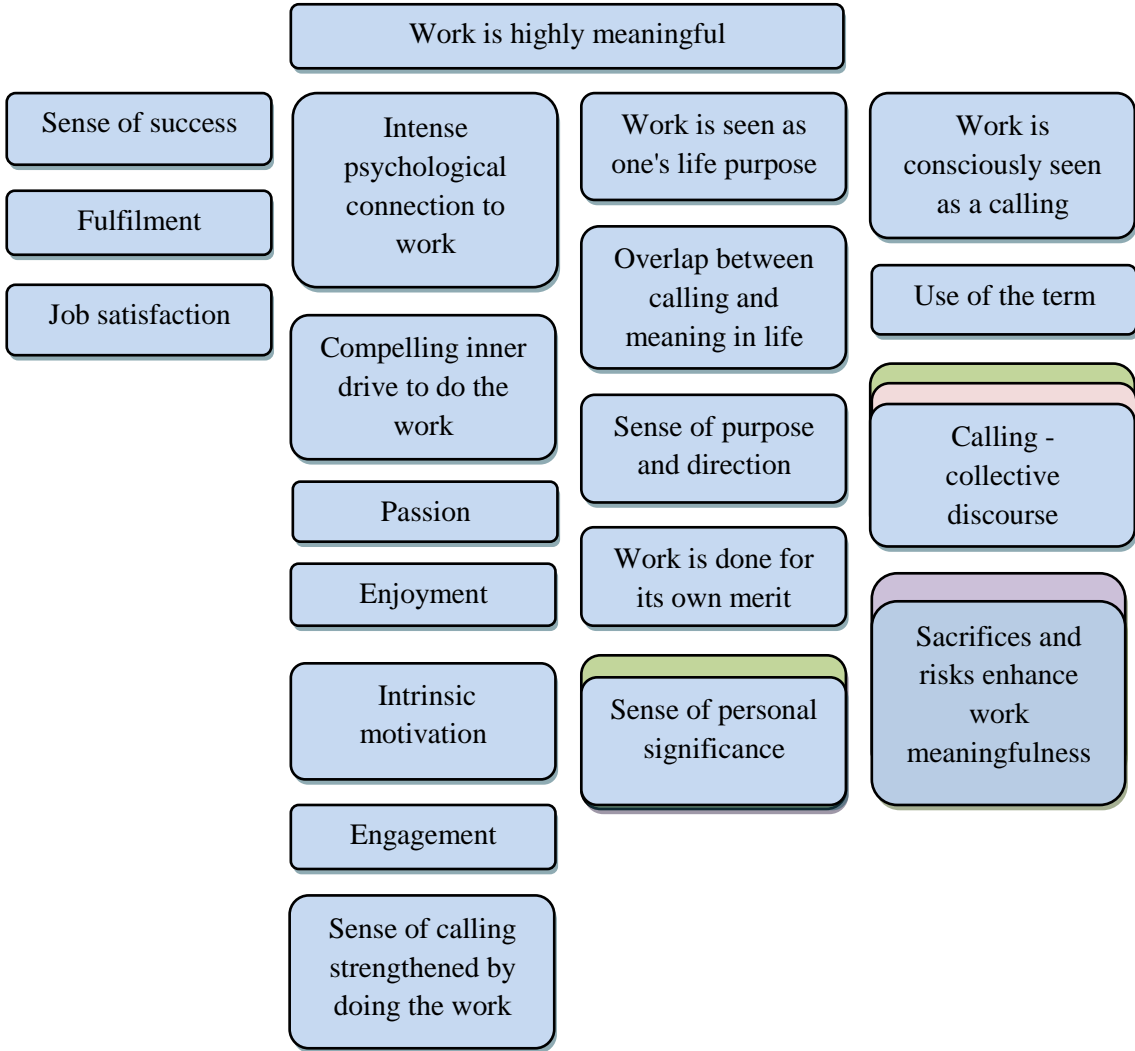 Work is highly meaningful
Sense of success
Fulfilment
Job satisfaction
Intense
psychological
connection to
work
Compelling inner
drive to do the
work
Passion
Enjoyment
Intrinsic
motivation
Engagement
Sense of calling
strengthened by
doing the work
Work is seen as
one's life purpose
Overlap between
calling and
meaning in life
Sense of purpose
and direction
Work is done for
its own merit
Sense of personal
significance
Work is
consciously seen
as a calling
Use of the term
Calling -
collective
discourse
Sacrifices and
risks enhance
work
meaningfulness